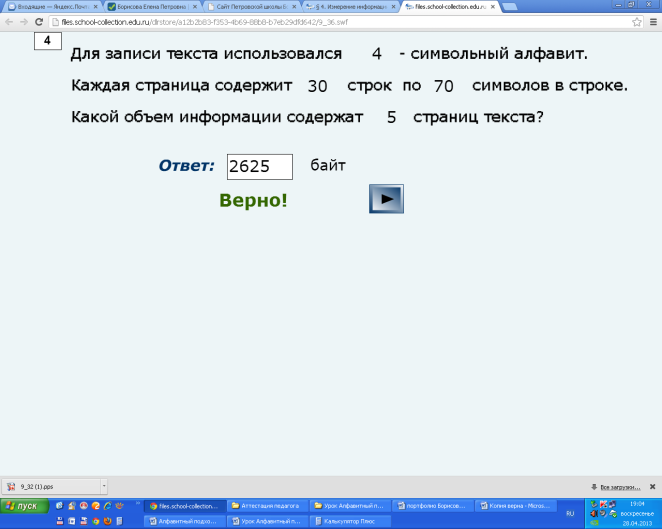 Входящие — Яндекс.Почт
Борисова Елена Петровна
Сайт Петровской школы
§ 4. Измерение информаци
files.school-collection.edu.ru
files.school-collection.edu.ru/dlrstore/a12b2b83-f353-4b69-88b8-b7eb29dfd642/9_36.swf
4
Для записи текста использовался 4 - символьный алфавит.
Каждая страница содержит 30 строк по 70 символов в строке.
Какой объем информации содержат 5 страниц текста?
Ответ: 2625 байт
Верно!
9_32 (1).pps
Все загрузки...
пуск
files.school-collection...
Аттестация педагога
Урок Алфавитный п...
портфолио Борисов...
Копия верна - Micros...
Алфавитный подхо...
Урок Алфавитный п...
Калькулятор Плюс
RU
19:04
воскресенье
28.04.2013